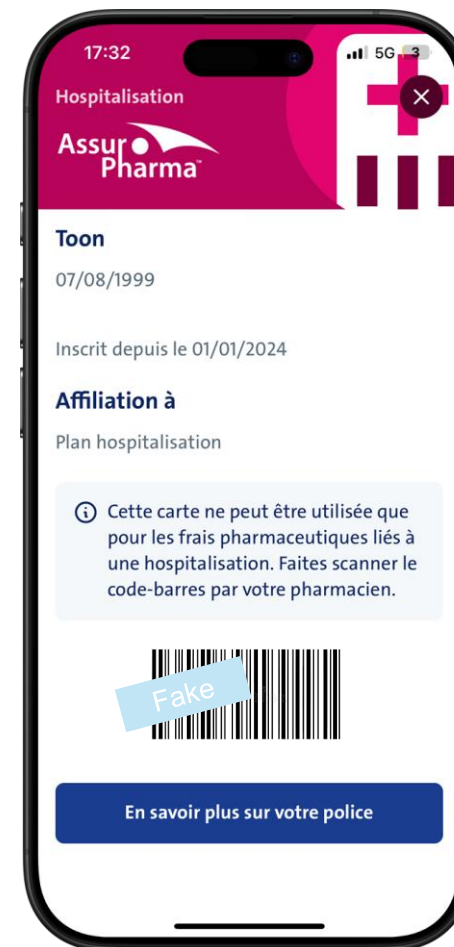 17:32
5G 3
Hospitalisation
Assur
Pharma™
Toon
07/08/1999
Inscrit depuis le 01/01/2024
Affiliation à
Plan hospitalisation
Cette carte ne peut être utilisée que
pour les frais pharmaceutiques liés à
une hospitalisation. Faites scanner le
code-barres par votre pharmacien.
Fake
En savoir plus sur votre police